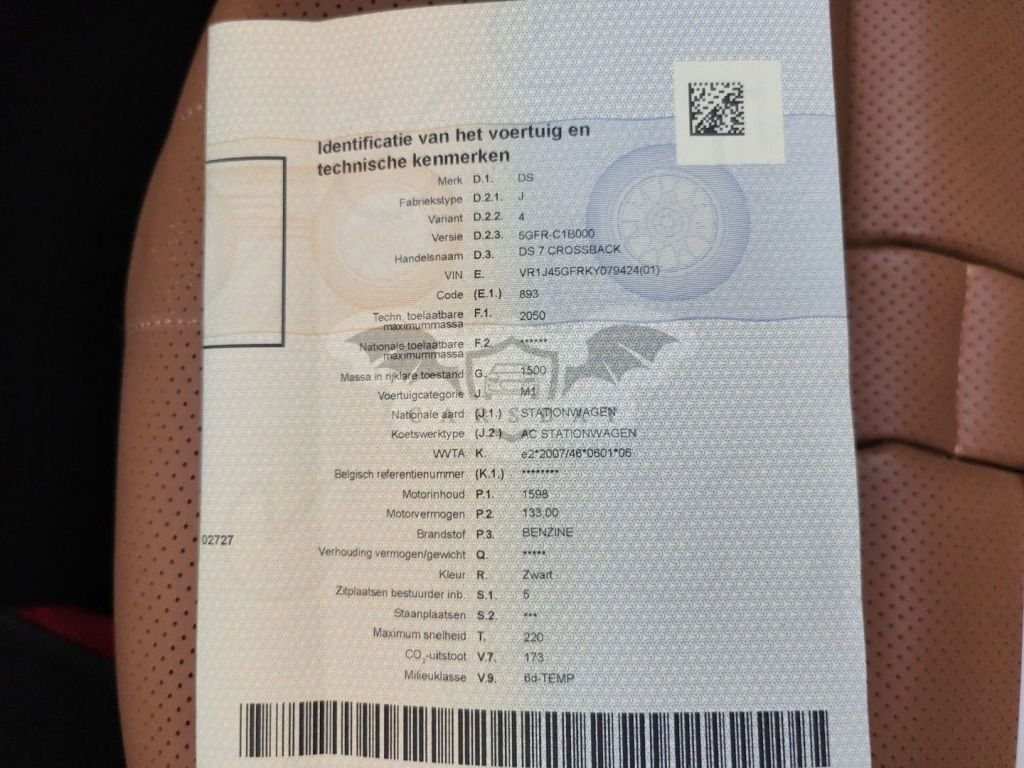 Identificatie van het voertuig en
technische kenmerken
Merk D.1. DS
Fabriekstype D.2.1. J
Variant D.2.2. 4
Versie D.2.3. 5GFR-C1B000
Handelsnaam D.3. DS 7 CROSSBACK
VIN E. VR1J45GFRKY079424(01)
Code (E.1.) 893
Techn. toelaatbare F.1. 2050
maximummassa
Nationale toelaatbare F.2. ******
maximummassa
Massa in rijklare toestand G. 1500
Voertuigcategorie J. M1
Nationale aard (J.1.) STATIONWAGEN
Koetswerktype (J.2.) AC STATIONWAGEN
WVTA K. e2*2007/46*0601*06
Belgisch referentienummer (K.1.) ********
Motorinhoud P.1. 1598
Motorvermogen P.2. 133,00
02727
Brandstof P.3. BENZINE
Verhouding vermogen/gewicht Q. *****
Kleur R. Zwart
Zitplaatsen bestuurder inb. S.1. 5
Staanplaatsen S.2. ***
Maximum snelheid T. 220
CO₂-uitstoot V.7. 173
Milieuklasse V.9. 6d-TEMP